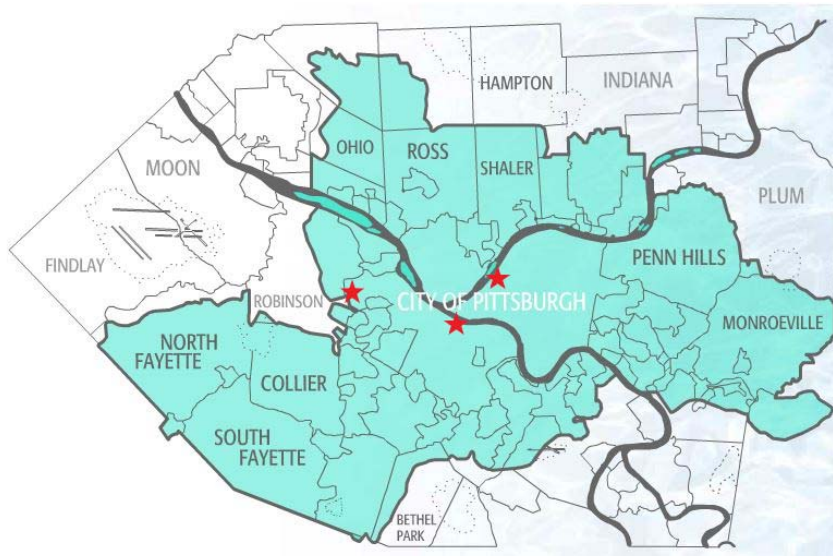 HAMPTON
INDIANA
OHIO
ROSS
SHALER
MOON
PLUM
PENN HILLS
FINDLAY
ROBINSON
CITY OF PITTSBURGH
MONROEVILLE
NORTH
FAYETTE
COLLIER
SOUTH
FAYETTE
BETHEL
PARK